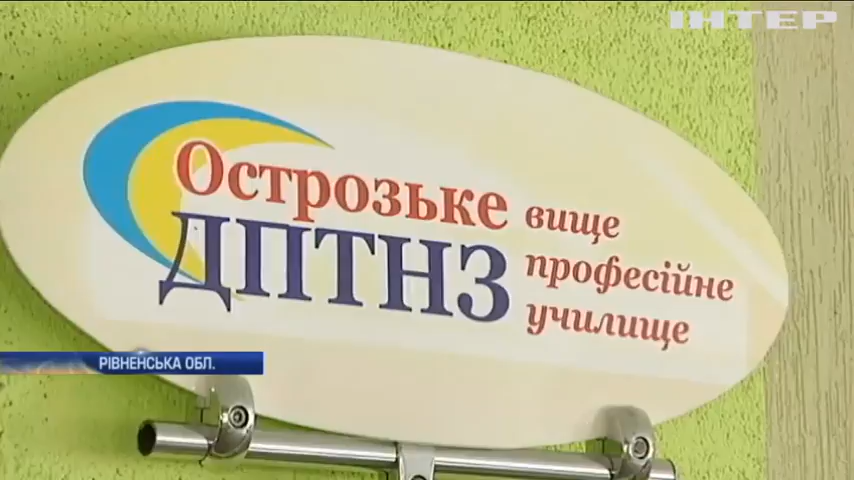 ІНТЕР
Острозьке
ДПТНЗ
вище
професійне
училище
РІВНЕНСЬКА ОБЛ.